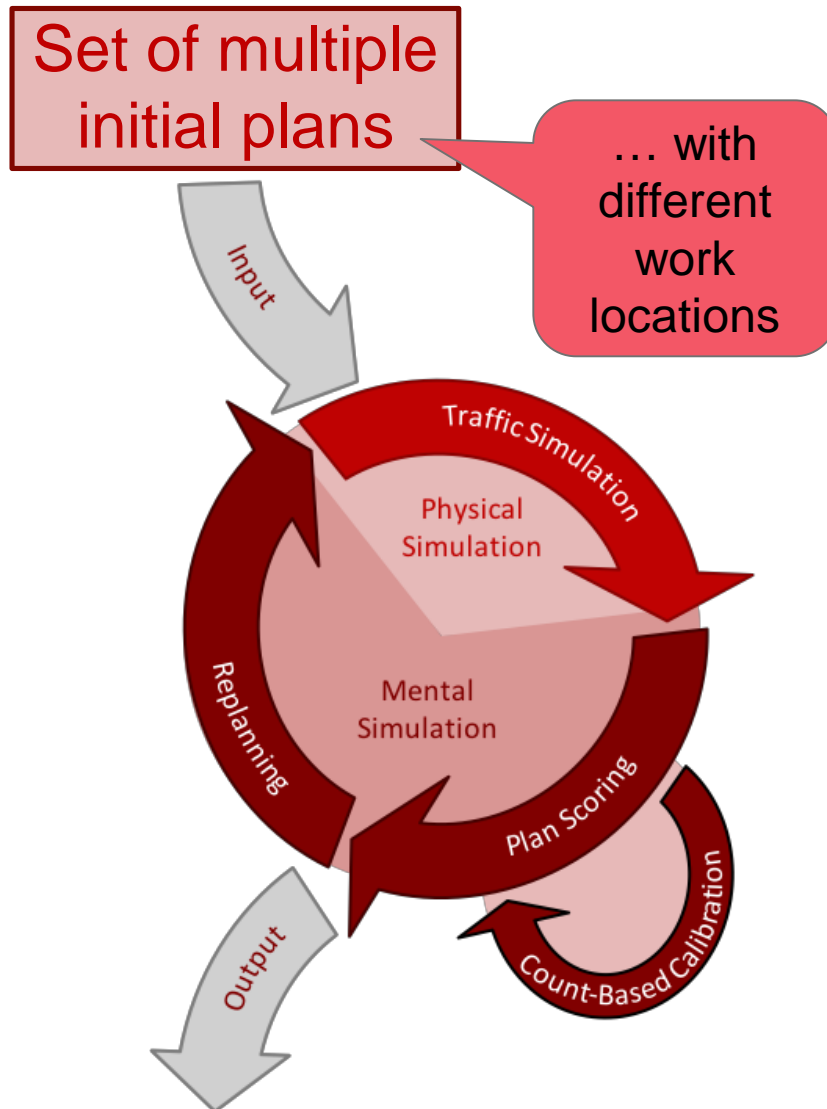 Set of multiple
initial plans
… with
different
work
locations
Input
Traffic Simulation
Physical
Simulation
Mental
Simulation
Replanning
Plan Scoring
Count-Based Calibration
Output